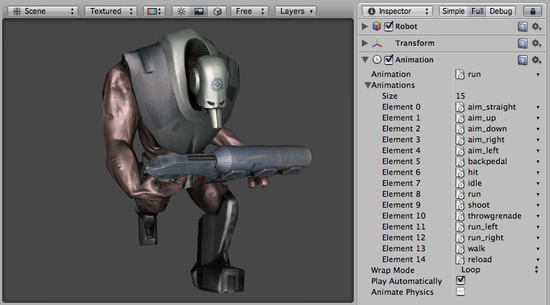 Scene Textured Free Layers
Inspector Simple Full Debug
Robot
Transform
Animation
Animation run
Animations
Size 15
Element 0 aim_straight
Element 1 aim_up
Element 2 aim_down
Element 3 aim_right
Element 4 aim_left
Element 5 backpedal
Element 6 hit
Element 7 idle
Element 8 run
Element 9 shoot
Element 10 throwgrenade
Element 11 run_left
Element 12 run_right
Element 13 walk
Element 14 reload
Wrap Mode Loop
Play Automatically
Animate Physics